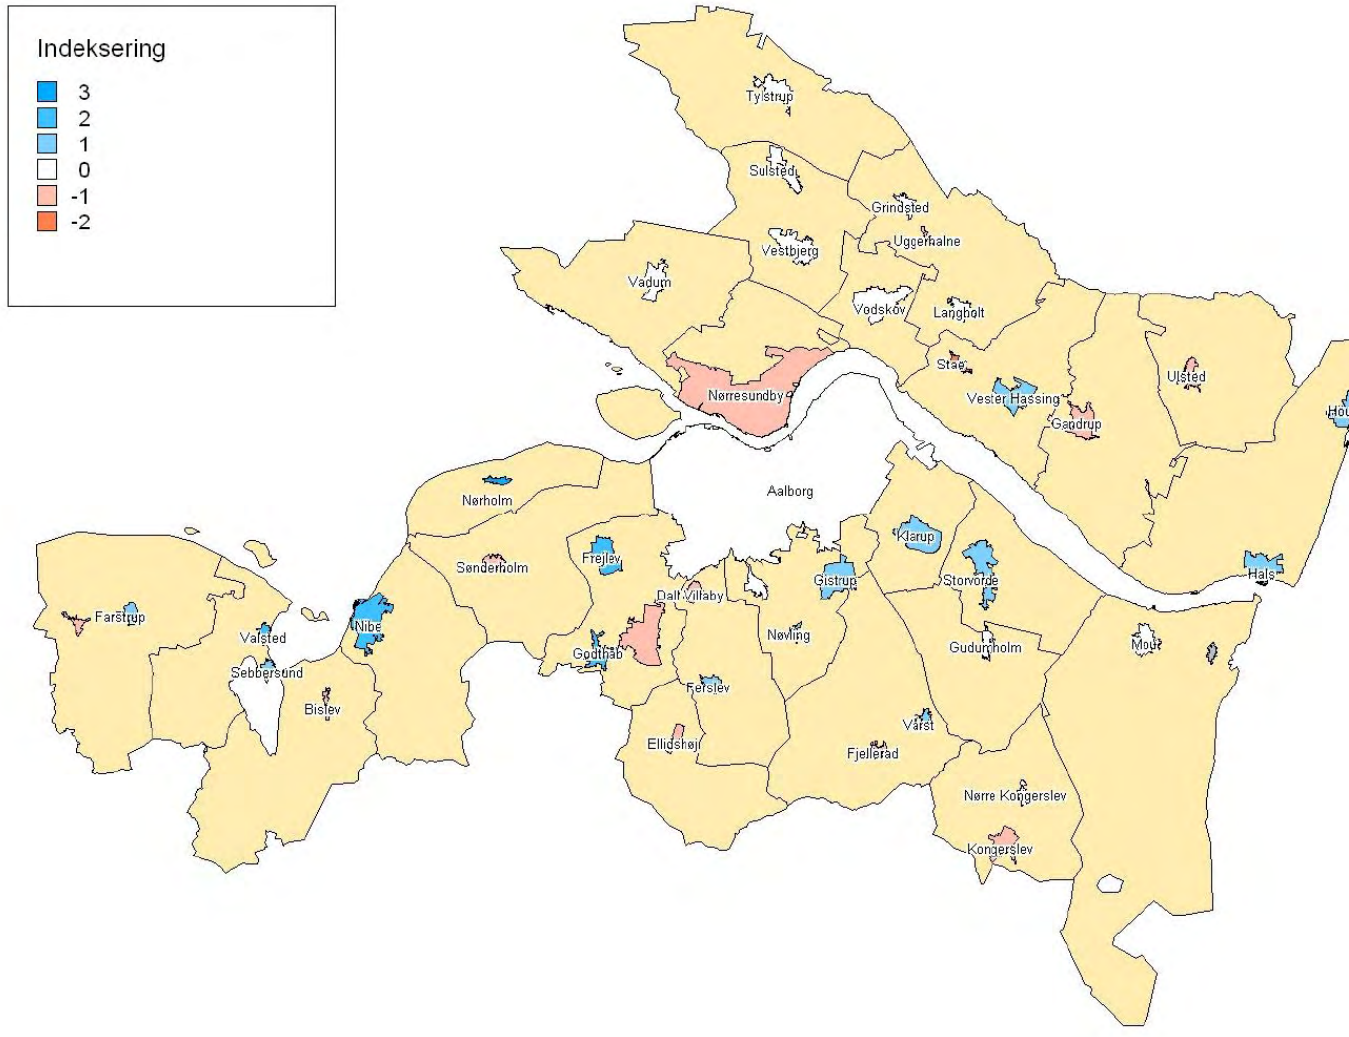 Indeksering
3
2
1
0
-1
-2
Tylstrup
Sulsted
Grindsted
Uggerhalne
Vestbjerg
Vadum
Vodskov
Langholt
Stae
Ulsted
Nørresundby
Vester Hassing
Hou
Gandrup
Aalborg
Nørholm
Klarup
Frejlev
Sønderholm
Hals
Gistrup
Storvorde
Dall Villaby
Farstrup
Nibe
Valsted
Nøvling
Gudumholm
Mou
Godthåb
Sebbersund
Ferslev
Bislev
Vårst
Ellidshøj
Fjellerad
Nørre Kongerslev
Kongerslev